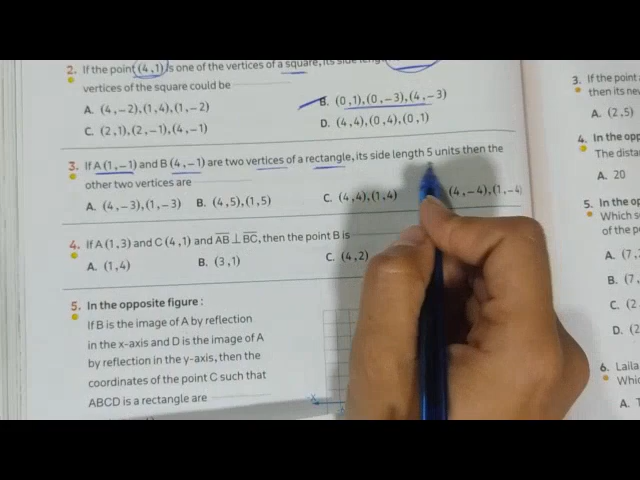 2. If the point (4,1) is one of the vertices of a square, its side
vertices of the square could be
A. (4,-2),(1,4),(1,-2)
B. (0,1),(0,-3),(4,-3)
C. (2,1),(2,-1),(4,-1)
D. (4,4),(0,4),(0,1)
3. If A (1,-1) and B (4,-1) are two vertices of a rectangle, its side length 5 units then the
other two vertices are
A. (4,-3),(1,-3) B. (4,5),(1,5) C. (4,4),(1,4) (4,-4),(1,-4)
4. If A (1,3) and C (4,1) and AB ⊥ BC, then the point B is
A. (1,4) B. (3,1) C. (4,2)
5. In the opposite figure :
If B is the image of A by reflection
in the x-axis and D is the image of A
by reflection in the y-axis, then the
coordinates of the point C such that
ABCD is a rectangle are
X
3. If the point
then its ne
A. (2,5)
4. In the opp
The dista
A. 20
5. In the op
Which s
of the p
A. (7,
B. (7,
C. (2
D. (2
6. Laila
Whic
A.